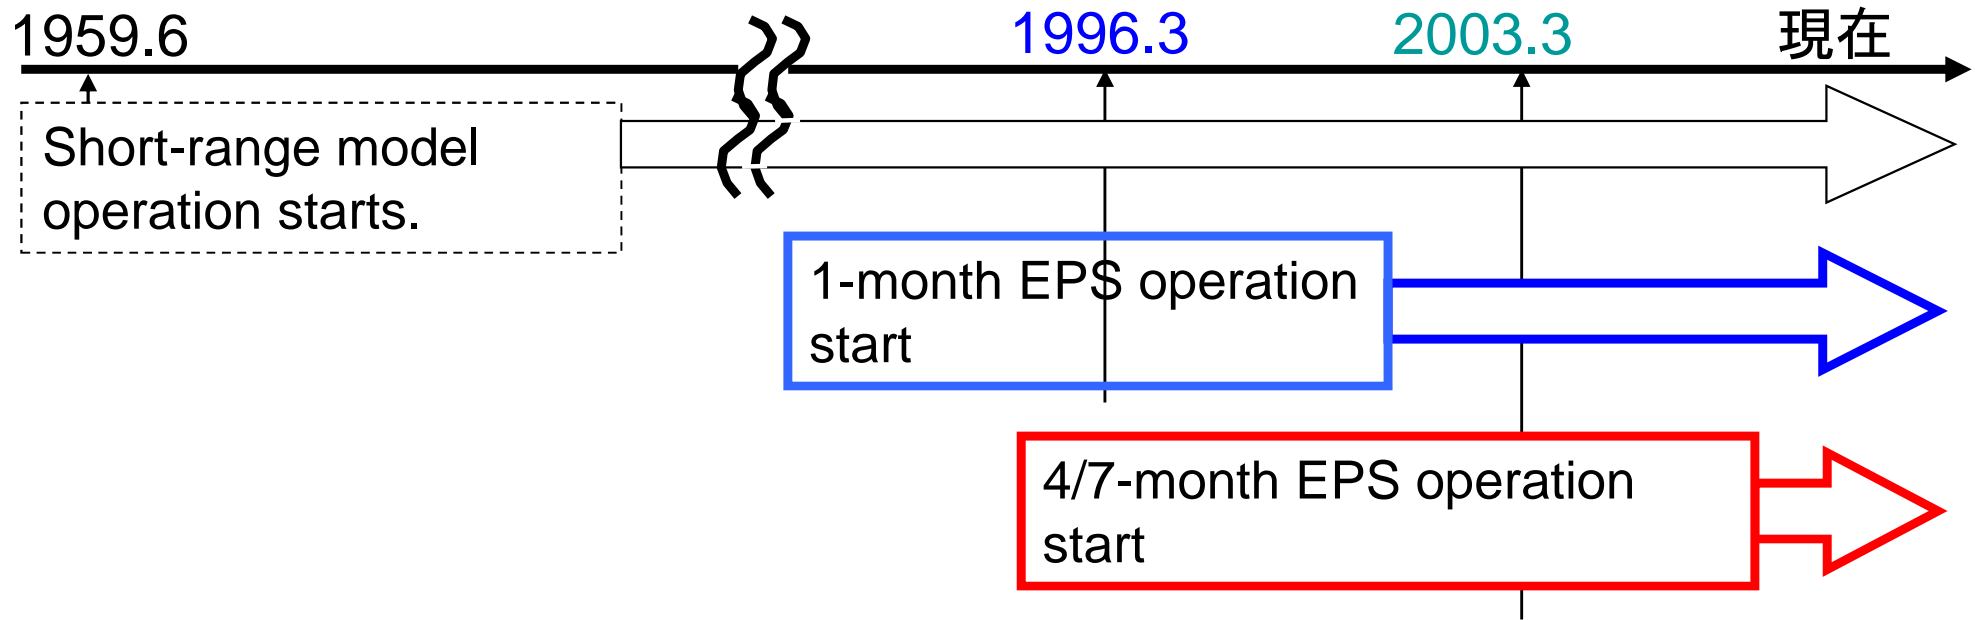 1959.6
1996.3
2003.3
現在
Short-range model
operation starts.
1-month EPS operation
start
4/7-month EPS operation
start